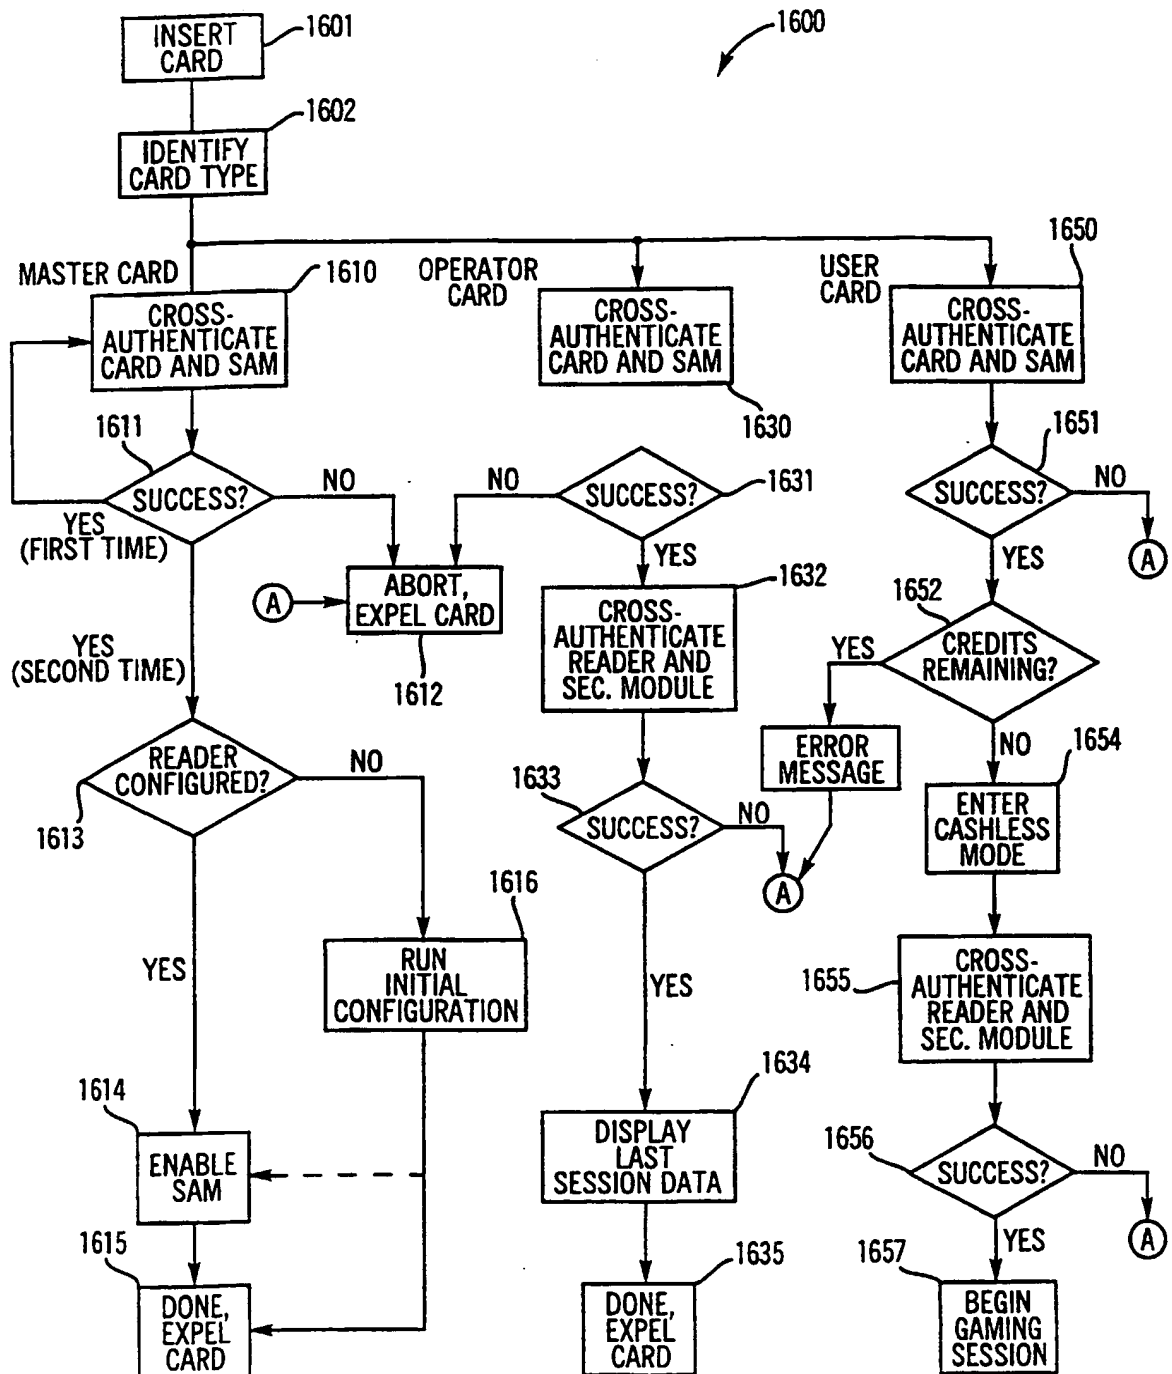 1600
INSERT
CARD
1601
IDENTIFY
CARD TYPE
1602
MASTER CARD
1610
CROSS-
AUTHENTICATE
CARD AND SAM
1611
SUCCESS?
NO
YES
(FIRST TIME)
YES
(SECOND TIME)
A
ABORT,
EXPEL CARD
1612
READER
CONFIGURED?
1613
NO
YES
1616
RUN
INITIAL
CONFIGURATION
1614
ENABLE
SAM
1615
DONE,
EXPEL
CARD
OPERATOR
CARD
CROSS-
AUTHENTICATE
CARD AND SAM
1630
NO
SUCCESS?
1631
YES
1632
CROSS-
AUTHENTICATE
READER AND
SEC. MODULE
1633
SUCCESS?
NO
A
YES
1634
DISPLAY
LAST
SESSION DATA
1635
DONE,
EXPEL
CARD
USER
CARD
1650
CROSS-
AUTHENTICATE
CARD AND SAM
1651
SUCCESS?
NO
A
YES
1652
CREDITS
REMAINING?
YES
ERROR
MESSAGE
NO
1654
ENTER
CASHLESS
MODE
1655
CROSS-
AUTHENTICATE
READER AND
SEC. MODULE
1656
SUCCESS?
NO
A
YES
1657
BEGIN
GAMING
SESSION